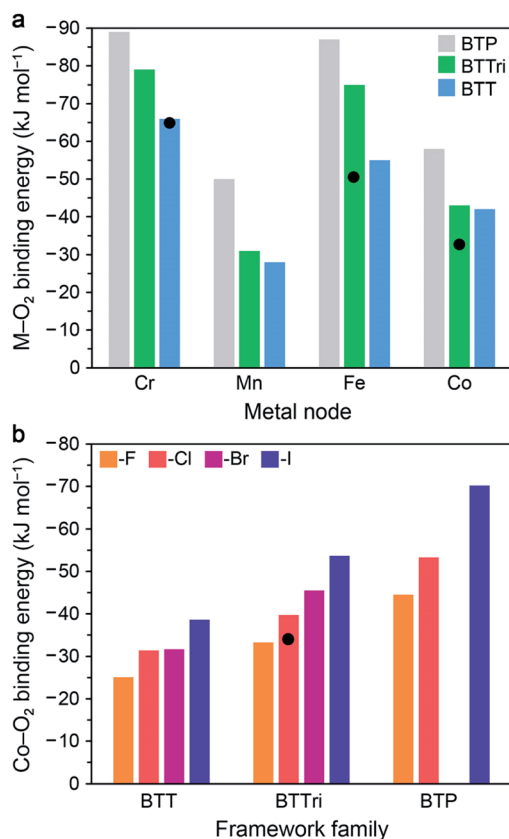 a
M–O₂ binding energy (kJ mol⁻¹)
−90
−80
−70
−60
−50
−40
−30
−20
−10
0
BTP
BTTri
BTT
Cr Mn Fe Co
Metal node
b
Co–O₂ binding energy (kJ mol⁻¹)
−80
−70
−60
−50
−40
−30
−20
−10
0
-F -Cl -Br -I
BTT BTTri BTP
Framework family